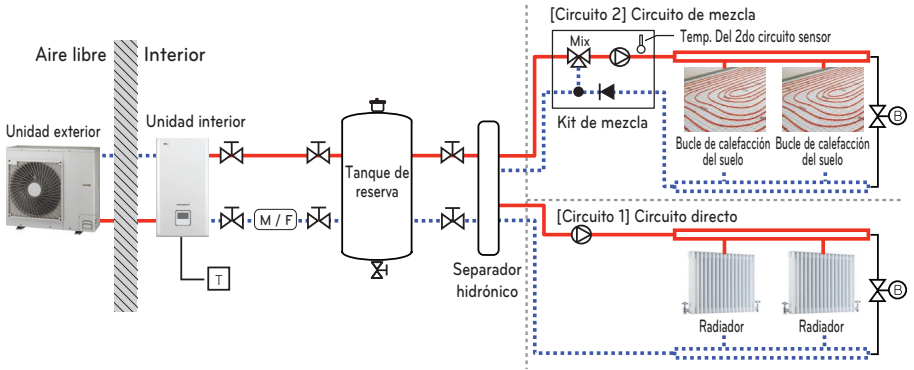 [Circuito 2] Circuito de mezcla
Mix
Temp. Del 2do circuito sensor
Aire libre
Interior
Kit de mezcla
B
Bucle de calefacción
del suelo
Bucle de calefacción
del suelo
Unidad exterior
Unidad interior
Tanque de
reserva
M / F
T
Separador
hidrónico
[Circuito 1] Circuito directo
B
Radiador
Radiador